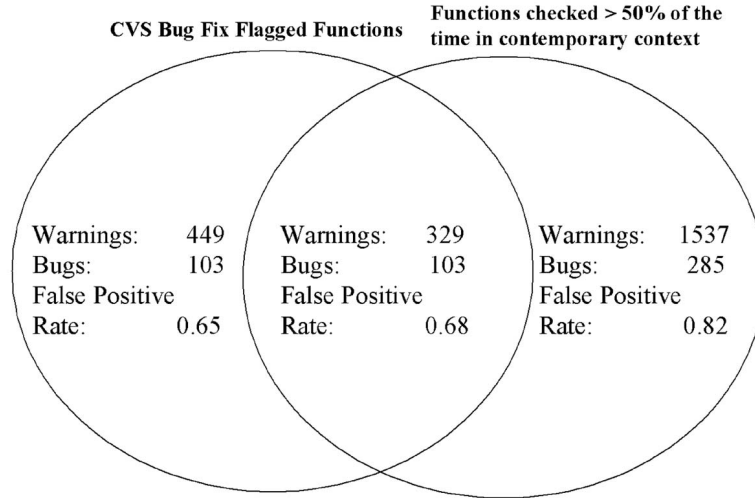 CVS Bug Fix Flagged Functions
Functions checked > 50% of the
time in contemporary context
Warnings: 449
Bugs: 103
False Positive
Rate: 0.65
Warnings: 329
Bugs: 103
False Positive
Rate: 0.68
Warnings: 1537
Bugs: 285
False Positive
Rate: 0.82